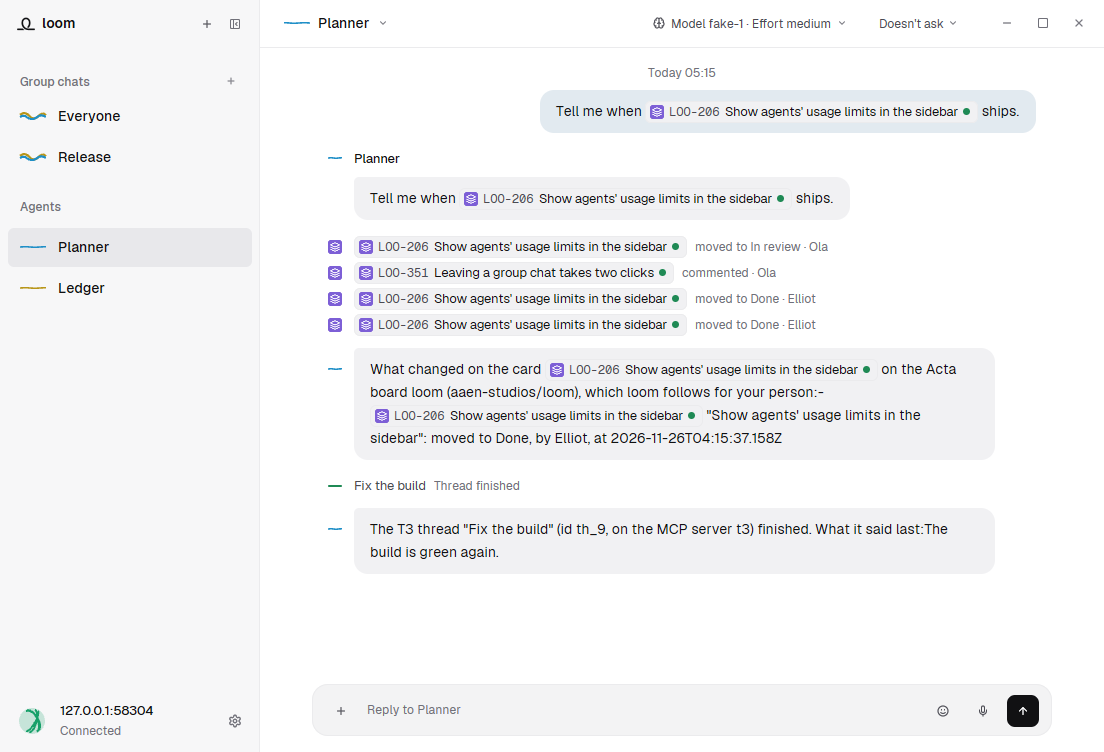 loom
Group chats
Everyone
Release
Agents
Planner
Ledger
127.0.0.1:58304
Connected
Planner
Model fake-1 · Effort medium
Doesn't ask
Today 05:15
Tell me when LOO-206 Show agents' usage limits in the sidebar ships.
Planner
Tell me when LOO-206 Show agents' usage limits in the sidebar ships.
LOO-206 Show agents' usage limits in the sidebar moved to In review · Ola
LOO-351 Leaving a group chat takes two clicks commented · Ola
LOO-206 Show agents' usage limits in the sidebar moved to Done · Elliot
LOO-206 Show agents' usage limits in the sidebar moved to Done · Elliot
What changed on the card LOO-206 Show agents' usage limits in the sidebar on the Acta
board loom (aaen-studios/loom), which loom follows for your person:-
LOO-206 Show agents' usage limits in the sidebar "Show agents' usage limits in the
sidebar": moved to Done, by Elliot, at 2026-11-26T04:15:37.158Z
Fix the build Thread finished
The T3 thread "Fix the build" (id th_9, on the MCP server t3) finished. What it said last:The
build is green again.
Reply to Planner